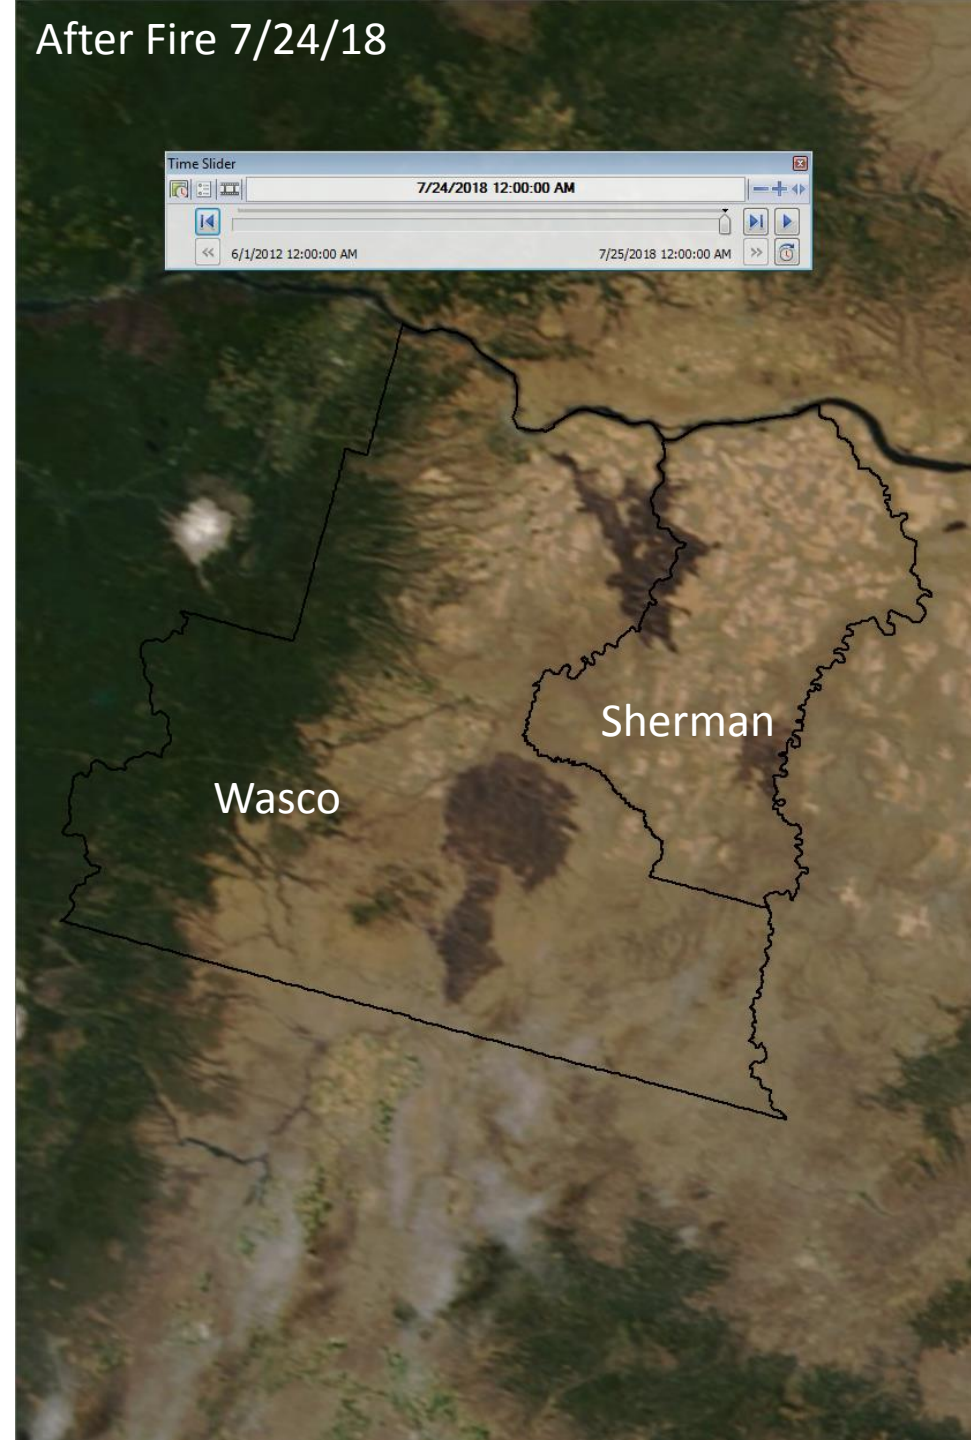 After Fire 7/24/18
Time Slider
7/24/2018 12:00:00 AM
6/1/2012 12:00:00 AM
7/25/2018 12:00:00 AM
Sherman
Wasco